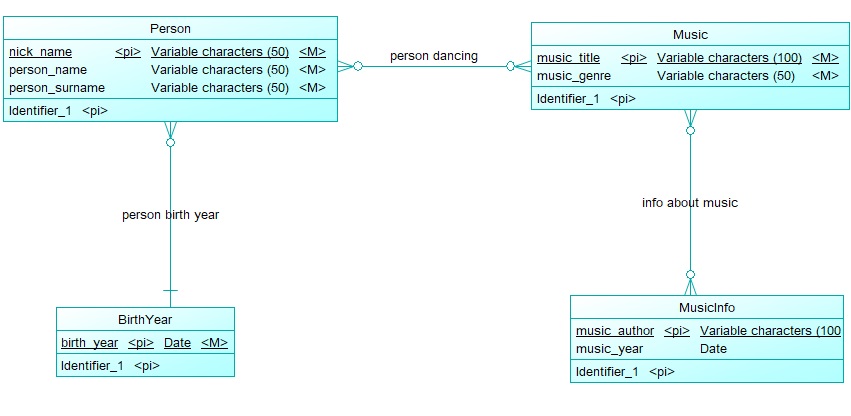 Person
nick_name <pi> Variable characters (50) <M>
person_name Variable characters (50) <M>
person_surname Variable characters (50) <M>
Identifier_1 <pi>
person dancing
Music
music_title <pi> Variable characters (100) <M>
music_genre Variable characters (50) <M>
Identifier_1 <pi>
person birth year
info about music
BirthYear
birth_year <pi> Date <M>
Identifier_1 <pi>
MusicInfo
music_author <pi> Variable characters (100
music_year Date
Identifier_1 <pi>